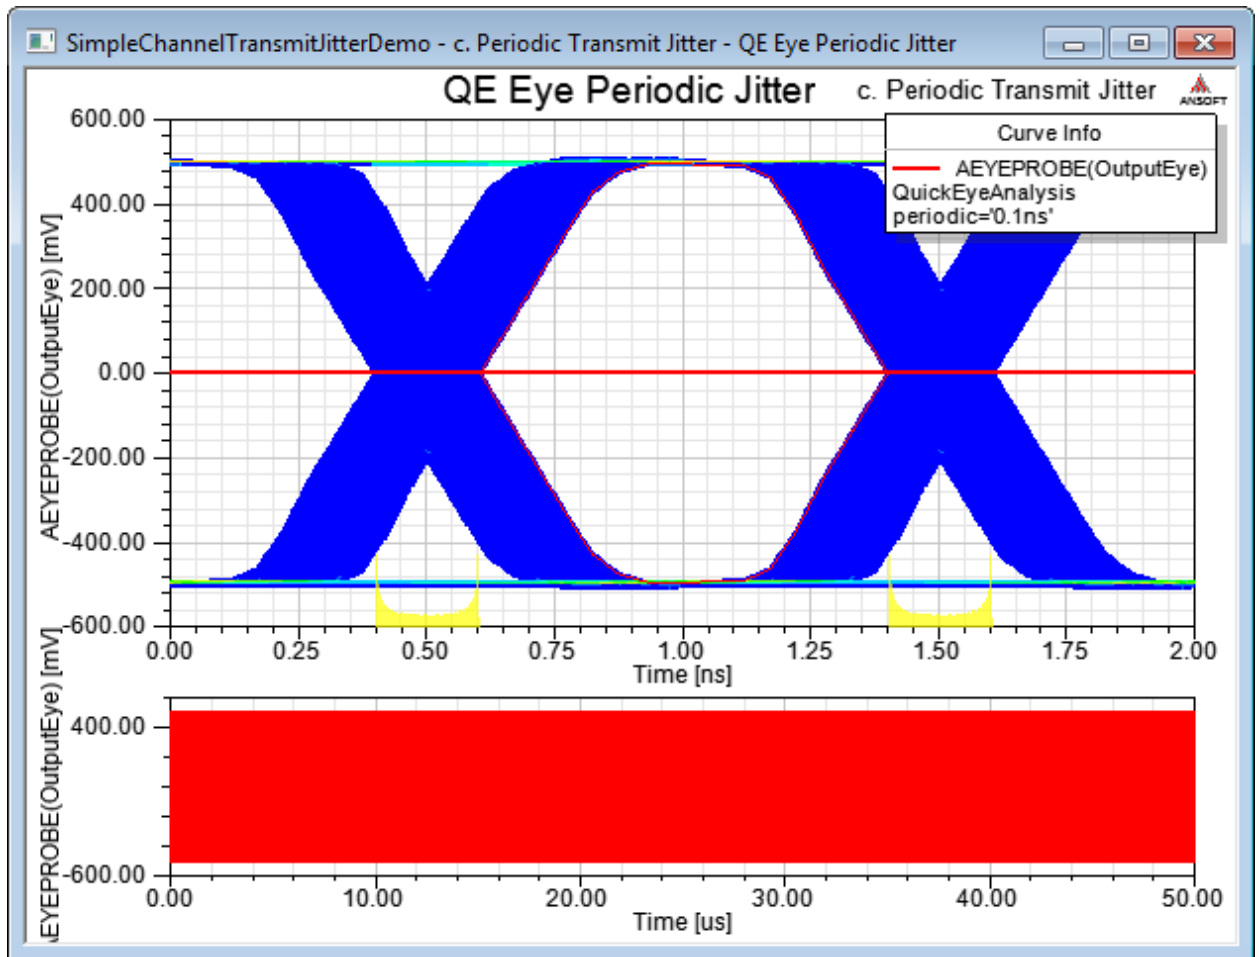 SimpleChannelTransmitJitterDemo - c. Periodic Transmit Jitter - QE Eye Periodic Jitter
QE Eye Periodic Jitter
c. Periodic Transmit Jitter
ANSOFT
Curve Info
AEYEPROBE(OutputEye)
QuickEyeAnalysis
periodic='0.1ns'
AEYEPROBE(OutputEye) [mV]
600.00
400.00
200.00
0.00
-200.00
-400.00
-600.00
0.00 0.25 0.50 0.75 1.00 1.25 1.50 1.75 2.00
Time [ns]
AEYEPROBE(OutputEye) [mV]
400.00
-600.00
0.00 10.00 20.00 30.00 40.00 50.00
Time [us]